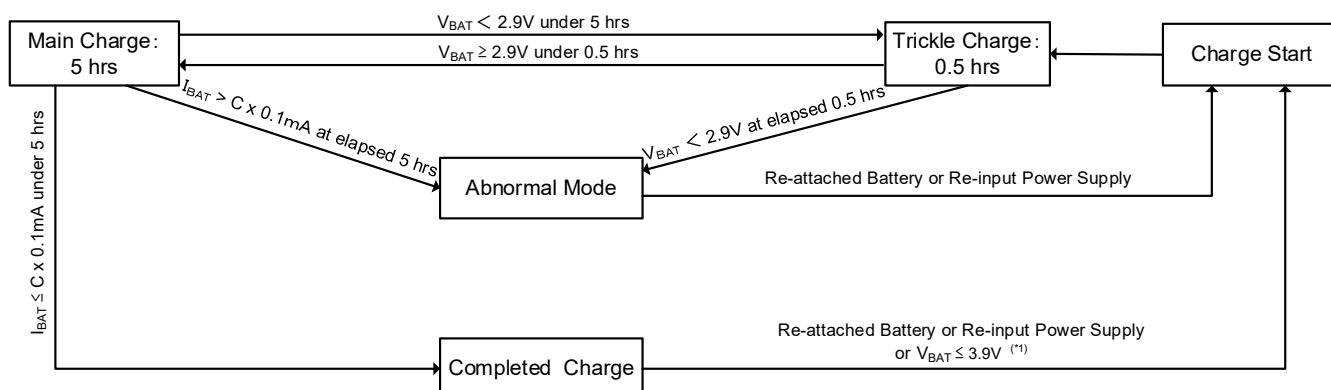 V_BAT < 2.9V under 5 hrs
Main Charge:
5 hrs
Trickle Charge:
0.5 hrs
Charge Start
V_BAT ≥ 2.9V under 0.5 hrs
I_BAT > C x 0.1mA at elapsed 5 hrs
V_BAT < 2.9V at elapsed 0.5 hrs
I_BAT ≤ C x 0.1mA under 5 hrs
Abnormal Mode
Re-attached Battery or Re-input Power Supply
Completed Charge
Re-attached Battery or Re-input Power Supply
or V_BAT ≤ 3.9V (*1)